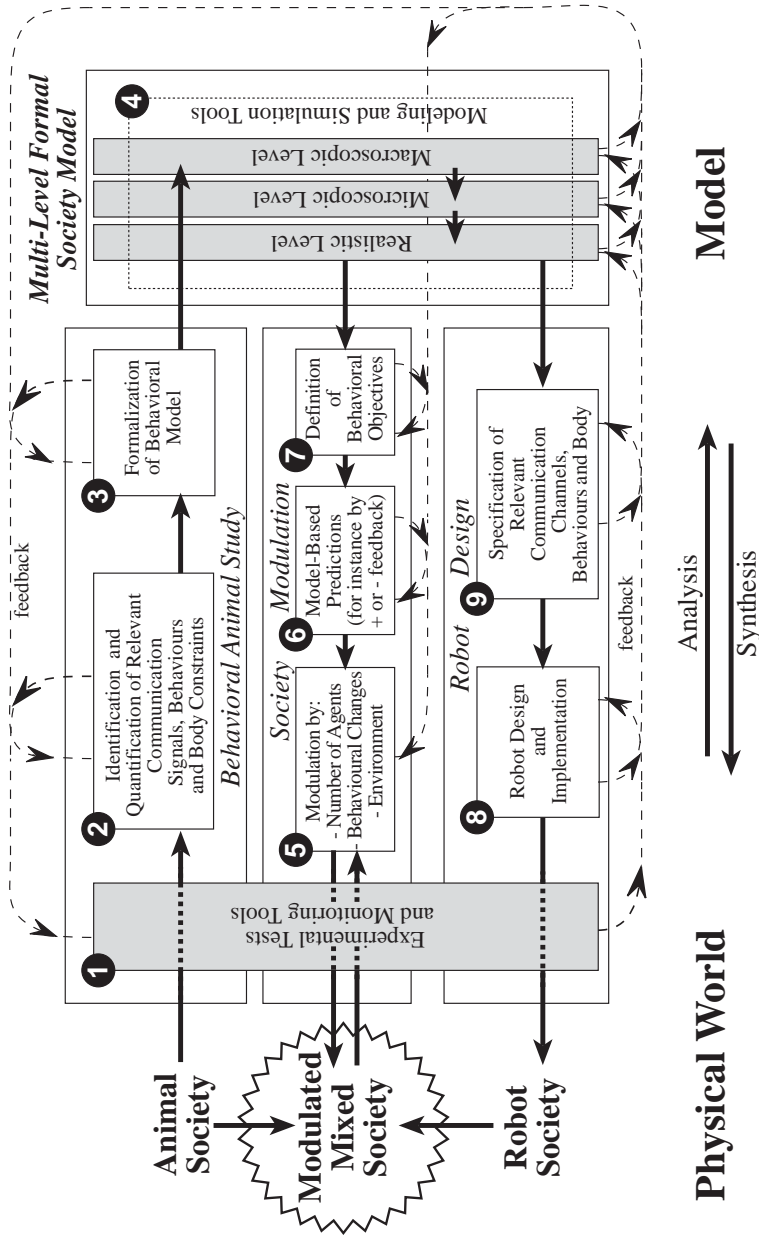 Multi-Level Formal
Society Model
4
Modeling and Simulation Tools
Macroscopic Level
Microscopic Level
Realistic Level
feedback
3
Formalization
of Behavioral
Model
2
Identification and
Quantification of Relevant
Communication
Signals, Behaviours
and Body Constraints
Behavioral Animal Study
1
Experimental Tests
and Monitoring Tools
Animal
Society
Modulated
Mixed
Society
Robot
Society
Society Modulation
5
Modulation by:
- Number of Agents
- Behavioural Changes
- Environment
6
Model-Based
Predictions
(for instance by
+ or - feedback)
7
Definition
of
Behavioral
Objectives
Robot Design
8
Robot Design
and
Implementation
9
Specification of
Relevant
Communication
Channels,
Behaviours and Body
feedback
Analysis
Synthesis
Physical World
Model